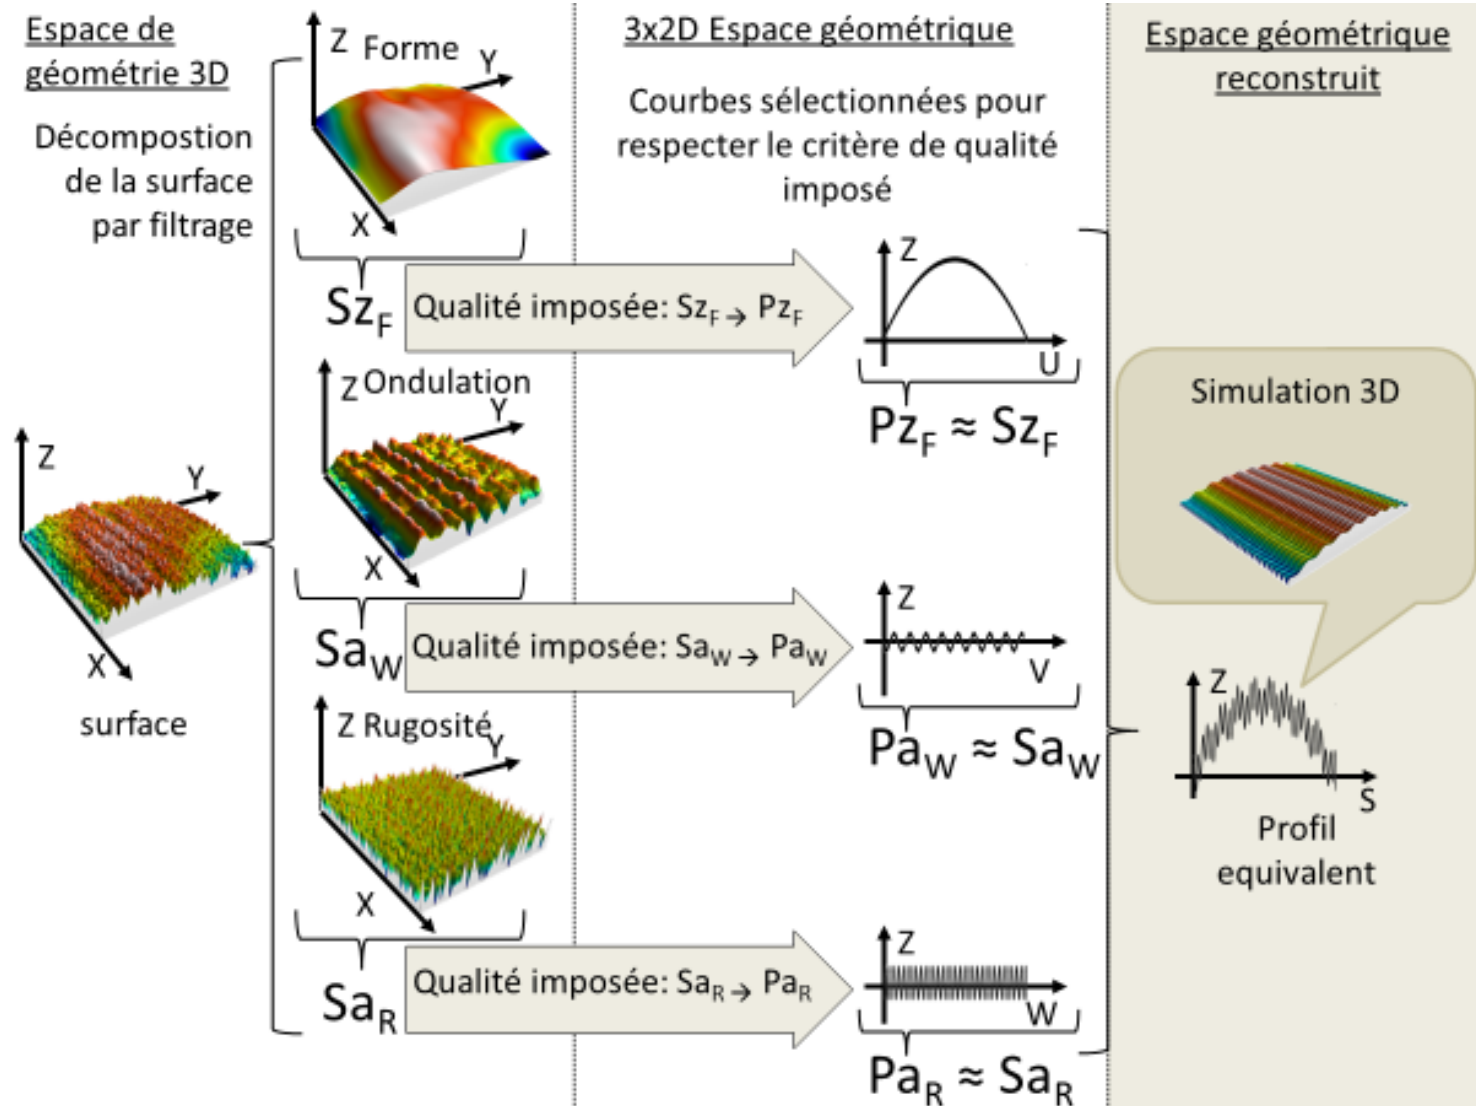 Espace de
géométrie 3D
Décompostion
de la surface
par filtrage
Z
Y
X
surface
Z Forme
Y
X
Sz_F
Z Ondulation
Y
X
Sa_W
Z Rugosité
Y
X
Sa_R
3x2D Espace géométrique
Courbes sélectionnées pour
respecter le critère de qualité
imposé
Qualité imposée: Sz_F → Pz_F
Z
U
Pz_F ≈ Sz_F
Qualité imposée: Sa_W → Pa_W
Z
V
Pa_W ≈ Sa_W
Qualité imposée: Sa_R → Pa_R
Z
W
Pa_R ≈ Sa_R
Espace géométrique
reconstruit
Simulation 3D
Z
S
Profil
equivalent